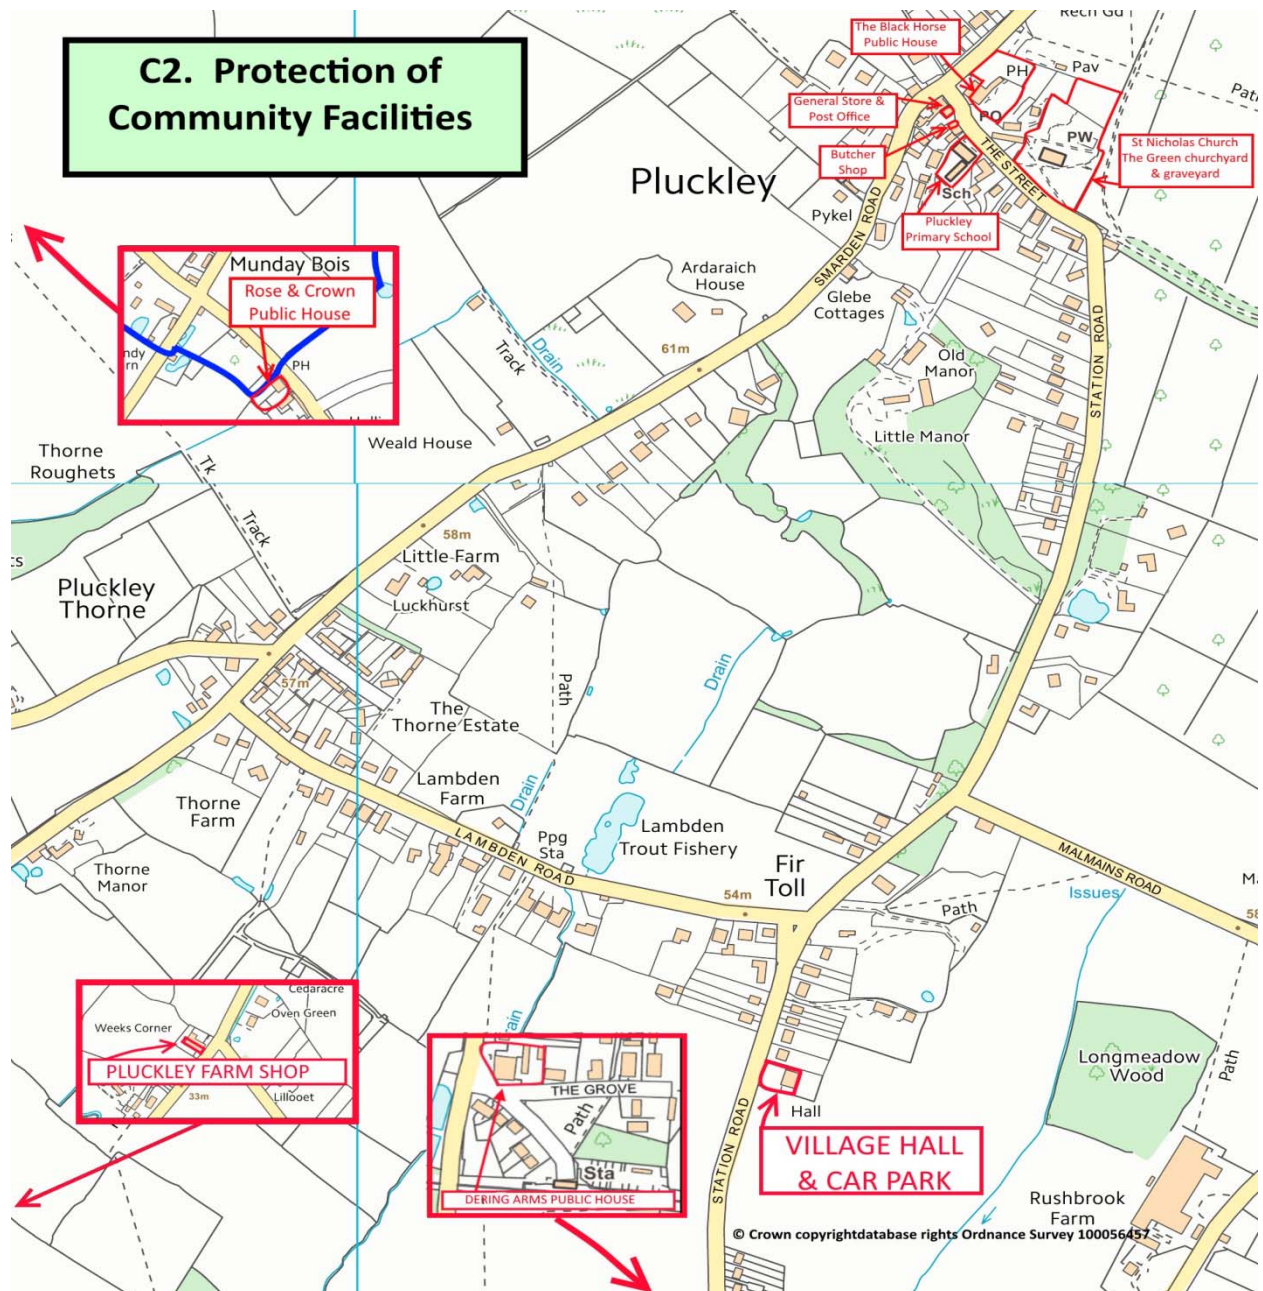 C2. Protection of
Community Facilities
The Black Horse
Public House
PH
Pav
General Store &
Post Office
PO
PW
St Nicholas Church
The Green churchyard
& graveyard
Butcher
Shop
THE STREET
Sch
Pluckley
Pykel
SMARDEN ROAD
Pluckley
Primary School
Munday Bois
Rose & Crown
Public House
PH
Ardaraich
House
Glebe
Cottages
STATION ROAD
61m
Track
Drain
Old
Manor
Little Manor
Weald House
Thorne
Roughets
Tk
Track
58m
Little Farm
Luckhurst
Pluckley
Thorne
57m
The
Thorne Estate
Path
Drain
Lambden
Farm
Drain
Thorne
Farm
LAMBDEN ROAD
Ppg
Sta
Lambden
Trout Fishery
Fir
Toll
MALMAINS ROAD
Thorne
Manor
54m
Issues
Path
Cedaracre
Oven Green
Weeks Corner
PLUCKLEY FARM SHOP
33m
Lillooet
THE GROVE
Path
Sta
DERING ARMS PUBLIC HOUSE
Hall
STATION ROAD
VILLAGE HALL
& CAR PARK
Longmeadow
Wood
Path
Rushbrook
Farm
© Crown copyrightdatabase rights Ordnance Survey 100056457